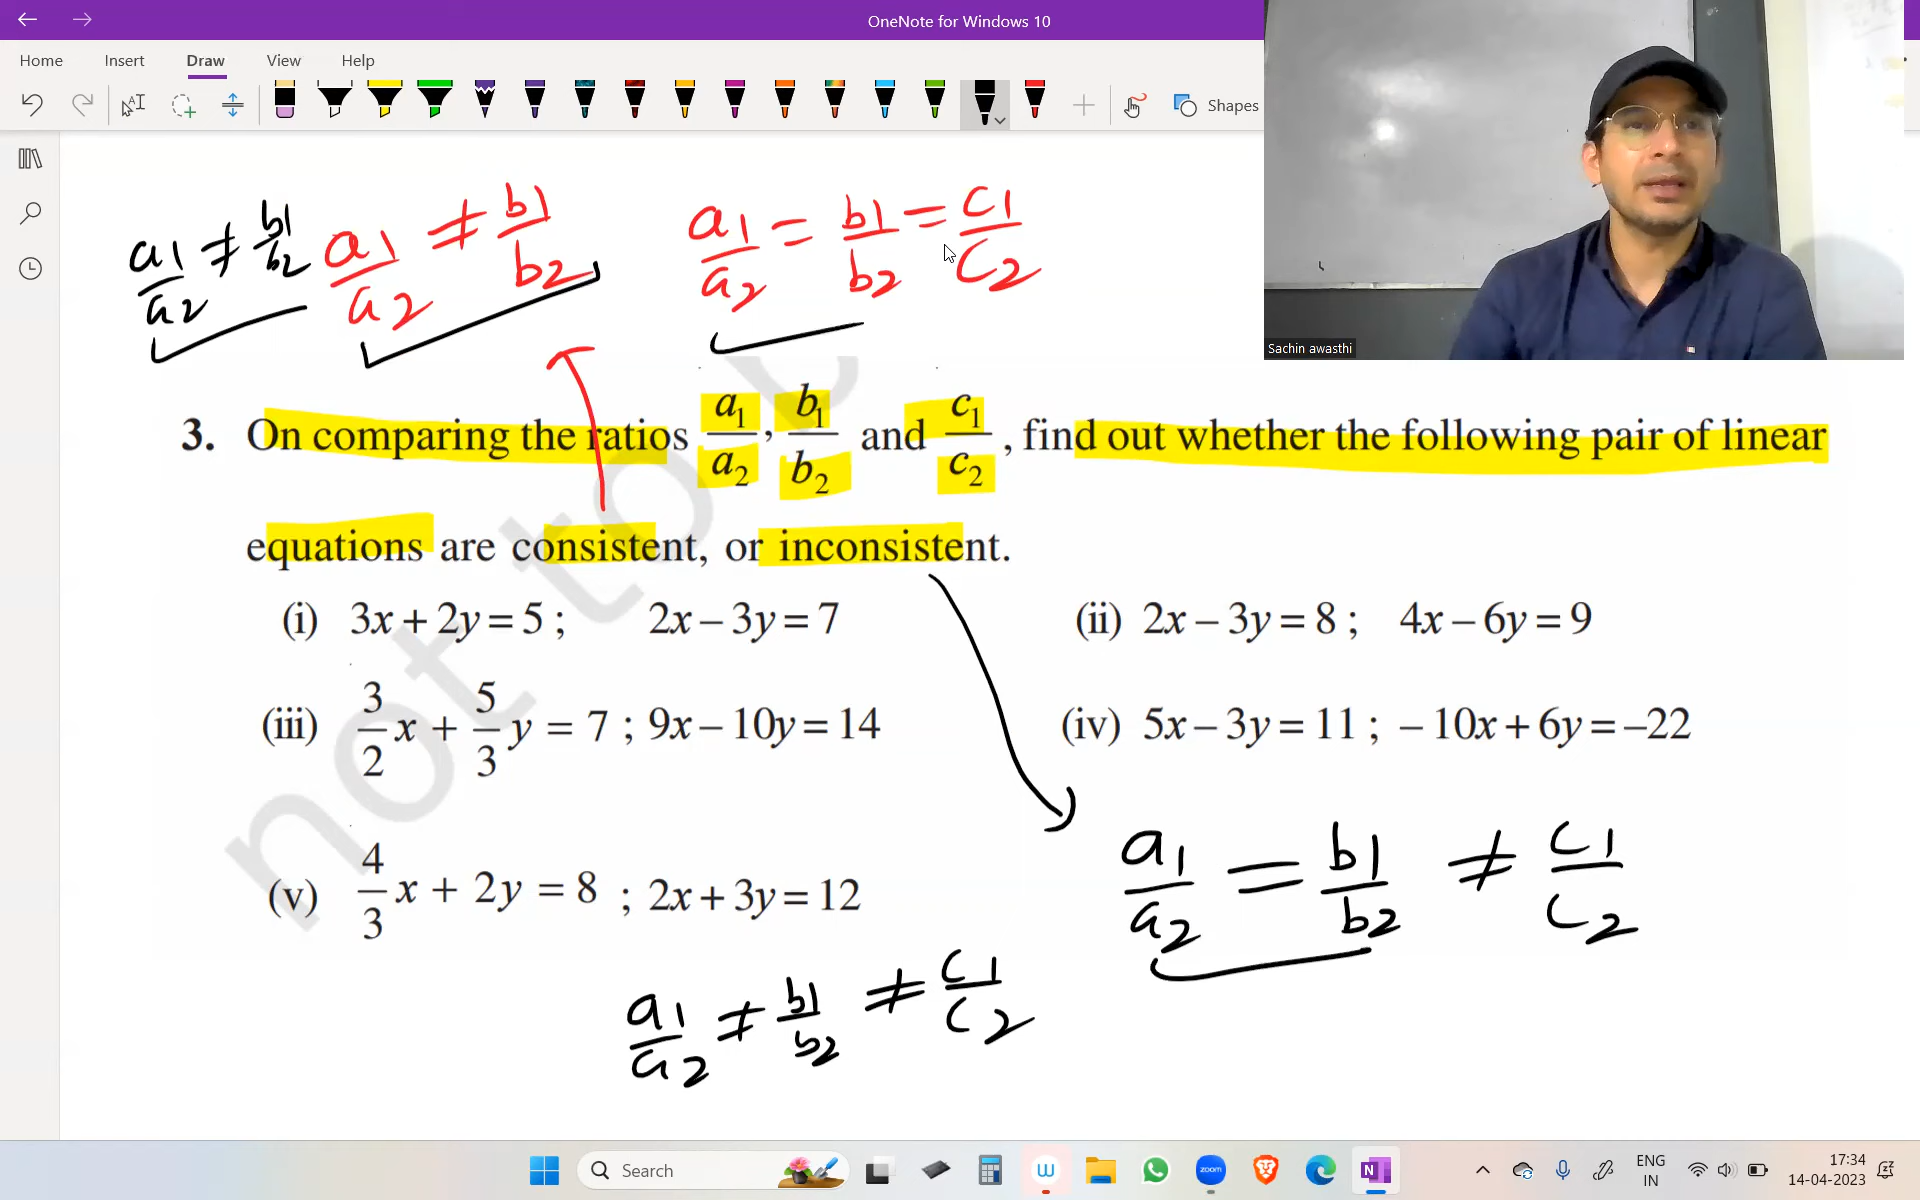 OneNote for Windows 10
Home Insert Draw View Help
Shapes
Sachin awasthi
a1/a2 ≠ b1/b2 a1/a2 ≠ b1/b2 a1/a2 = b1/b2 = c1/c2
3. On comparing the ratios a₁/a₂, b₁/b₂ and c₁/c₂, find out whether the following pair of linear
equations are consistent, or inconsistent.
(i) 3x + 2y = 5 ; 2x – 3y = 7 (ii) 2x – 3y = 8 ; 4x – 6y = 9
(iii) 3/2 x + 5/3 y = 7 ; 9x – 10y = 14 (iv) 5x – 3y = 11 ; – 10x + 6y = –22
(v) 4/3 x + 2y = 8 ; 2x + 3y = 12
a1/a2 = b1/b2 ≠ c1/c2
a1/a2 ≠ b1/b2 ≠ c1/c2
not to
Search
zoom
ENG
IN
17:34
14-04-2023